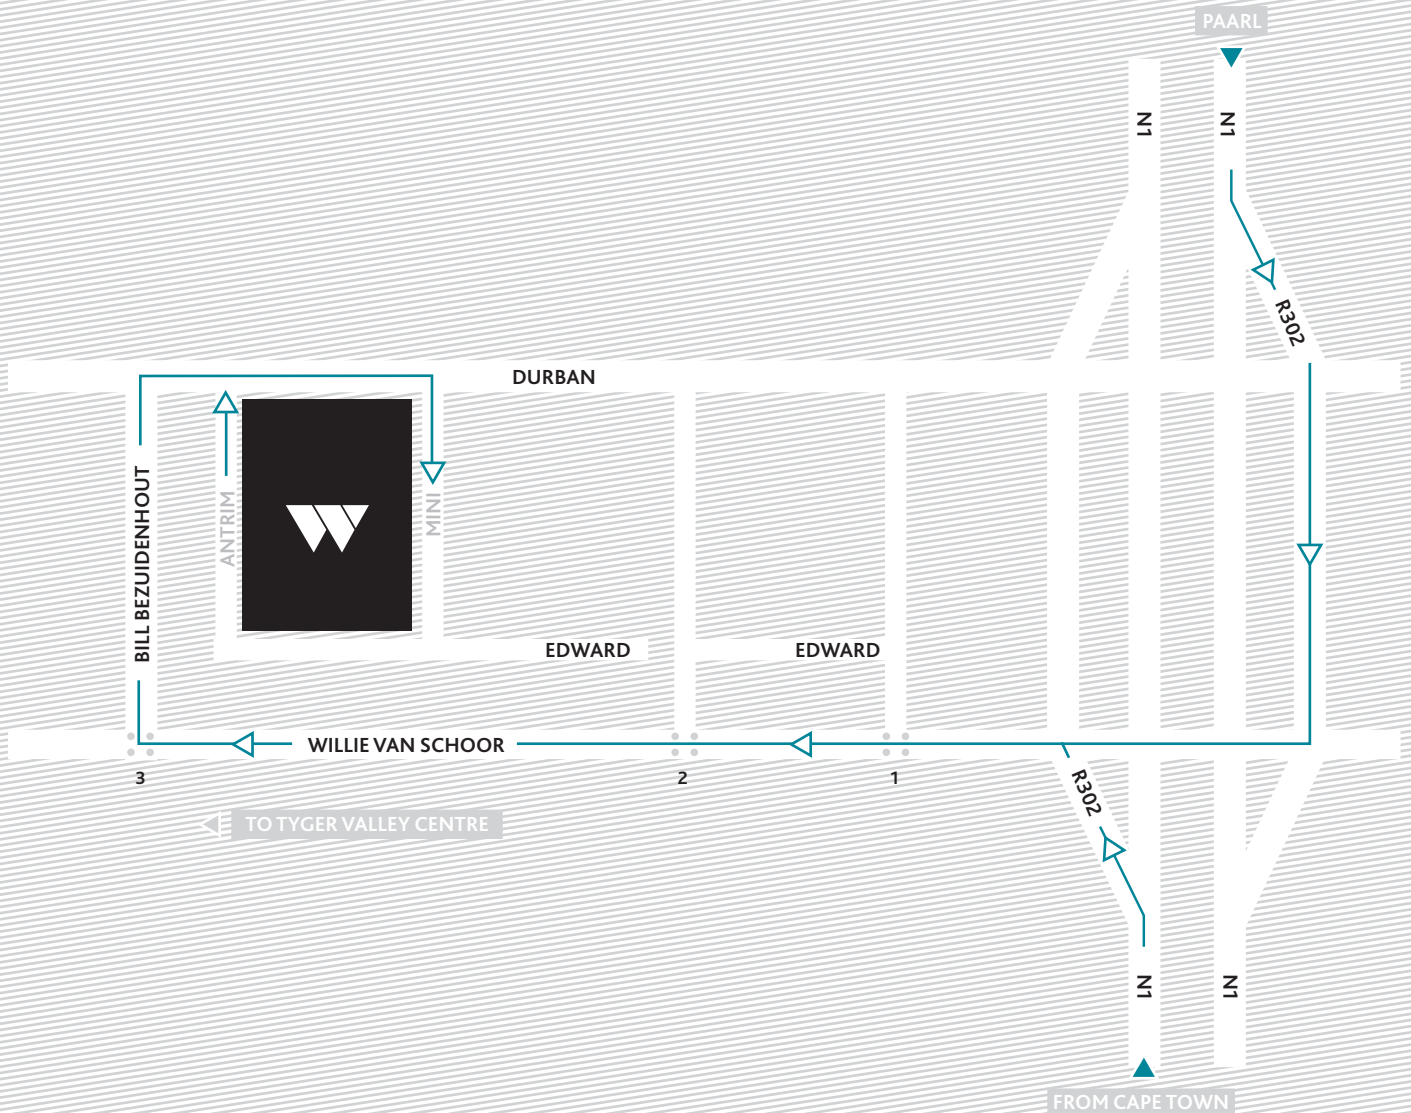 PAARL
N1
N1
R302
DURBAN
BILL BEZUIDENHOUT
ANTRIM
MINI
EDWARD
EDWARD
WILLIE VAN SCHOOR
3
2
1
R302
TO TYGER VALLEY CENTRE
N1
N1
FROM CAPE TOWN